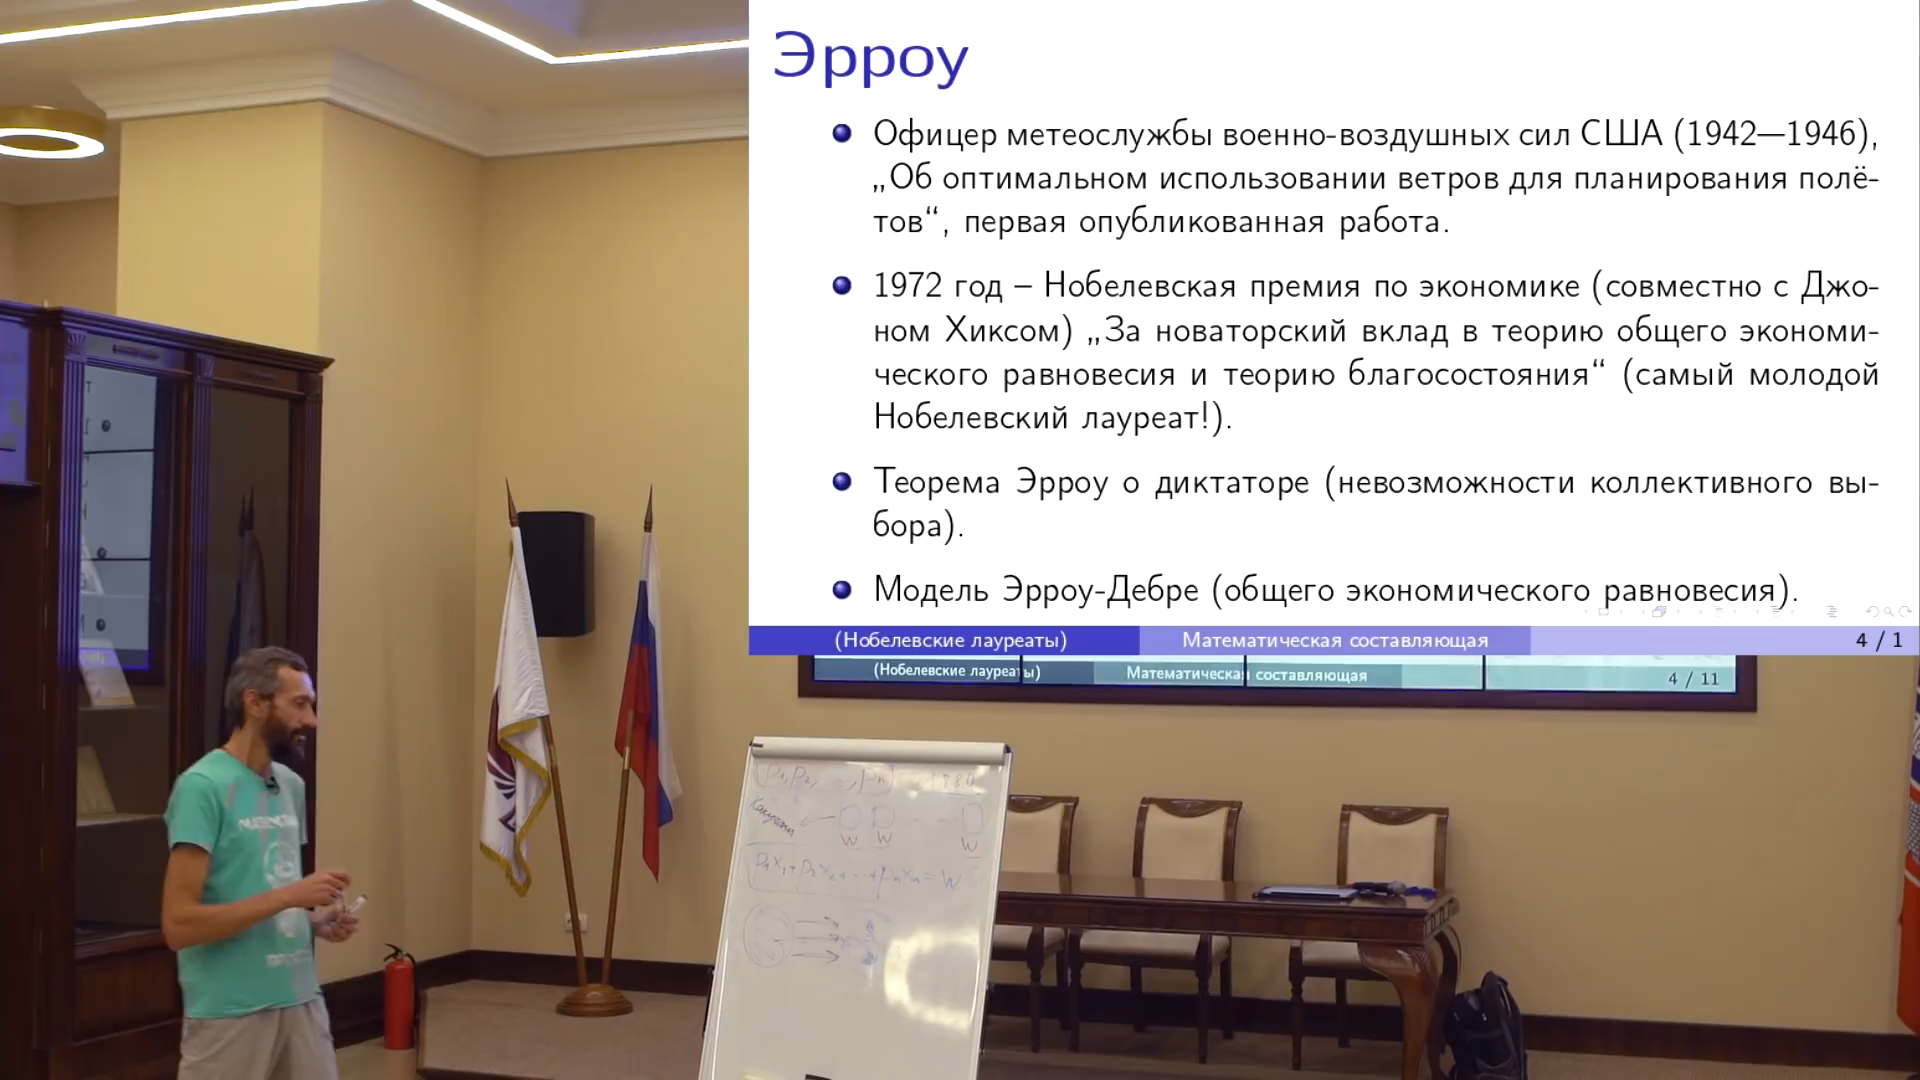 Эрроу
Офицер метеослужбы военно-воздушных сил США (1942—1946),
„Об оптимальном использовании ветров для планирования полё-
тов“, первая опубликованная работа.
1972 год – Нобелевская премия по экономике (совместно с Джо-
ном Хиксом) „За новаторский вклад в теорию общего экономи-
ческого равновесия и теорию благосостояния“ (самый молодой
Нобелевский лауреат!).
Теорема Эрроу о диктаторе (невозможности коллективного вы-
бора).
Модель Эрроу-Дебре (общего экономического равновесия).
(Нобелевские лауреаты) Математическая составляющая 4 / 1
(Нобелевские лауреаты) Математическая составляющая 4 / 11
W W W
p₁x₁+p₂x₂+...+pₙxₙ=W